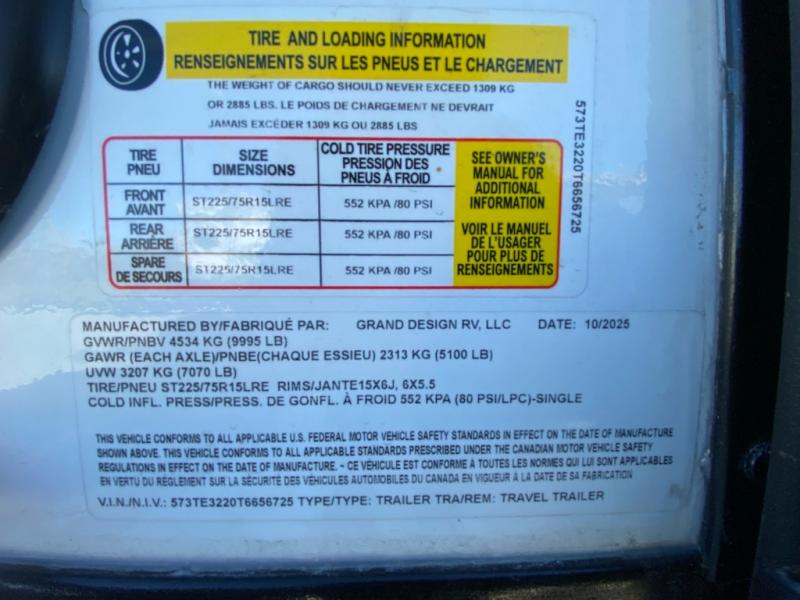 TIRE AND LOADING INFORMATION
RENSEIGNEMENTS SUR LES PNEUS ET LE CHARGEMENT
THE WEIGHT OF CARGO SHOULD NEVER EXCEED 1309 KG
OR 2885 LBS. LE POIDS DE CHARGEMENT NE DEVRAIT
JAMAIS EXCÉDER 1309 KG OU 2885 LBS
TIRE
PNEU
SIZE
DIMENSIONS
COLD TIRE PRESSURE
PRESSION DES
PNEUS À FROID
FRONT
AVANT
ST225/75R15LRE
552 KPA /80 PSI
REAR
ARRIÈRE
ST225/75R15LRE
552 KPA /80 PSI
SPARE
DE SECOURS
ST225/75R15LRE
552 KPA /80 PSI
SEE OWNER'S
MANUAL FOR
ADDITIONAL
INFORMATION
VOIR LE MANUEL
DE L'USAGER
POUR PLUS DE
RENSEIGNEMENTS
573TE3220T6656725
MANUFACTURED BY/FABRIQUÉ PAR: GRAND DESIGN RV, LLC DATE: 10/2025
GVWR/PNBV 4534 KG (9995 LB)
GAWR (EACH AXLE)/PNBE(CHAQUE ESSIEU) 2313 KG (5100 LB)
UVW 3207 KG (7070 LB)
TIRE/PNEU ST225/75R15LRE RIMS/JANTE15X6J, 6X5.5
COLD INFL. PRESS/PRESS. DE GONFL. À FROID 552 KPA (80 PSI/LPC)-SINGLE
THIS VEHICLE CONFORMS TO ALL APPLICABLE U.S. FEDERAL MOTOR VEHICLE SAFETY STANDARDS IN EFFECT ON THE DATE OF MANUFACTURE
SHOWN ABOVE. THIS VEHICLE CONFORMS TO ALL APPLICABLE STANDARDS PRESCRIBED UNDER THE CANADIAN MOTOR VEHICLE SAFETY
REGULATIONS IN EFFECT ON THE DATE OF MANUFACTURE. ~ CE VÉHICULE EST CONFORME À TOUTES LES NORMES QUI LUI SONT APPLICABLES
EN VERTU DU RÉGLEMENT SUR LA SÉCURITÉ DES VÉHICULES AUTOMOBILES DU CANADA EN VIGUEUR À LA DATE DE SA FABRICATION
V.I.N./N.I.V.: 573TE3220T6656725 TYPE/TYPE: TRAILER TRA/REM: TRAVEL TRAILER